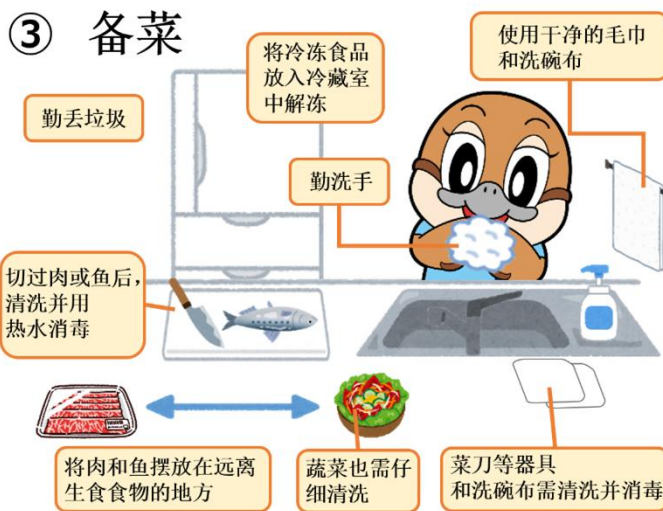 ③ 备菜
勤丢垃圾
将冷冻食品
放入冷藏室
中解冻
使用干净的毛巾
和洗碗布
勤洗手
切过肉或鱼后，
清洗并用
热水消毒
将肉和鱼摆放在远离
生食食物的地方
蔬菜也需仔
细清洗
菜刀等器具
和洗碗布需清洗并消毒